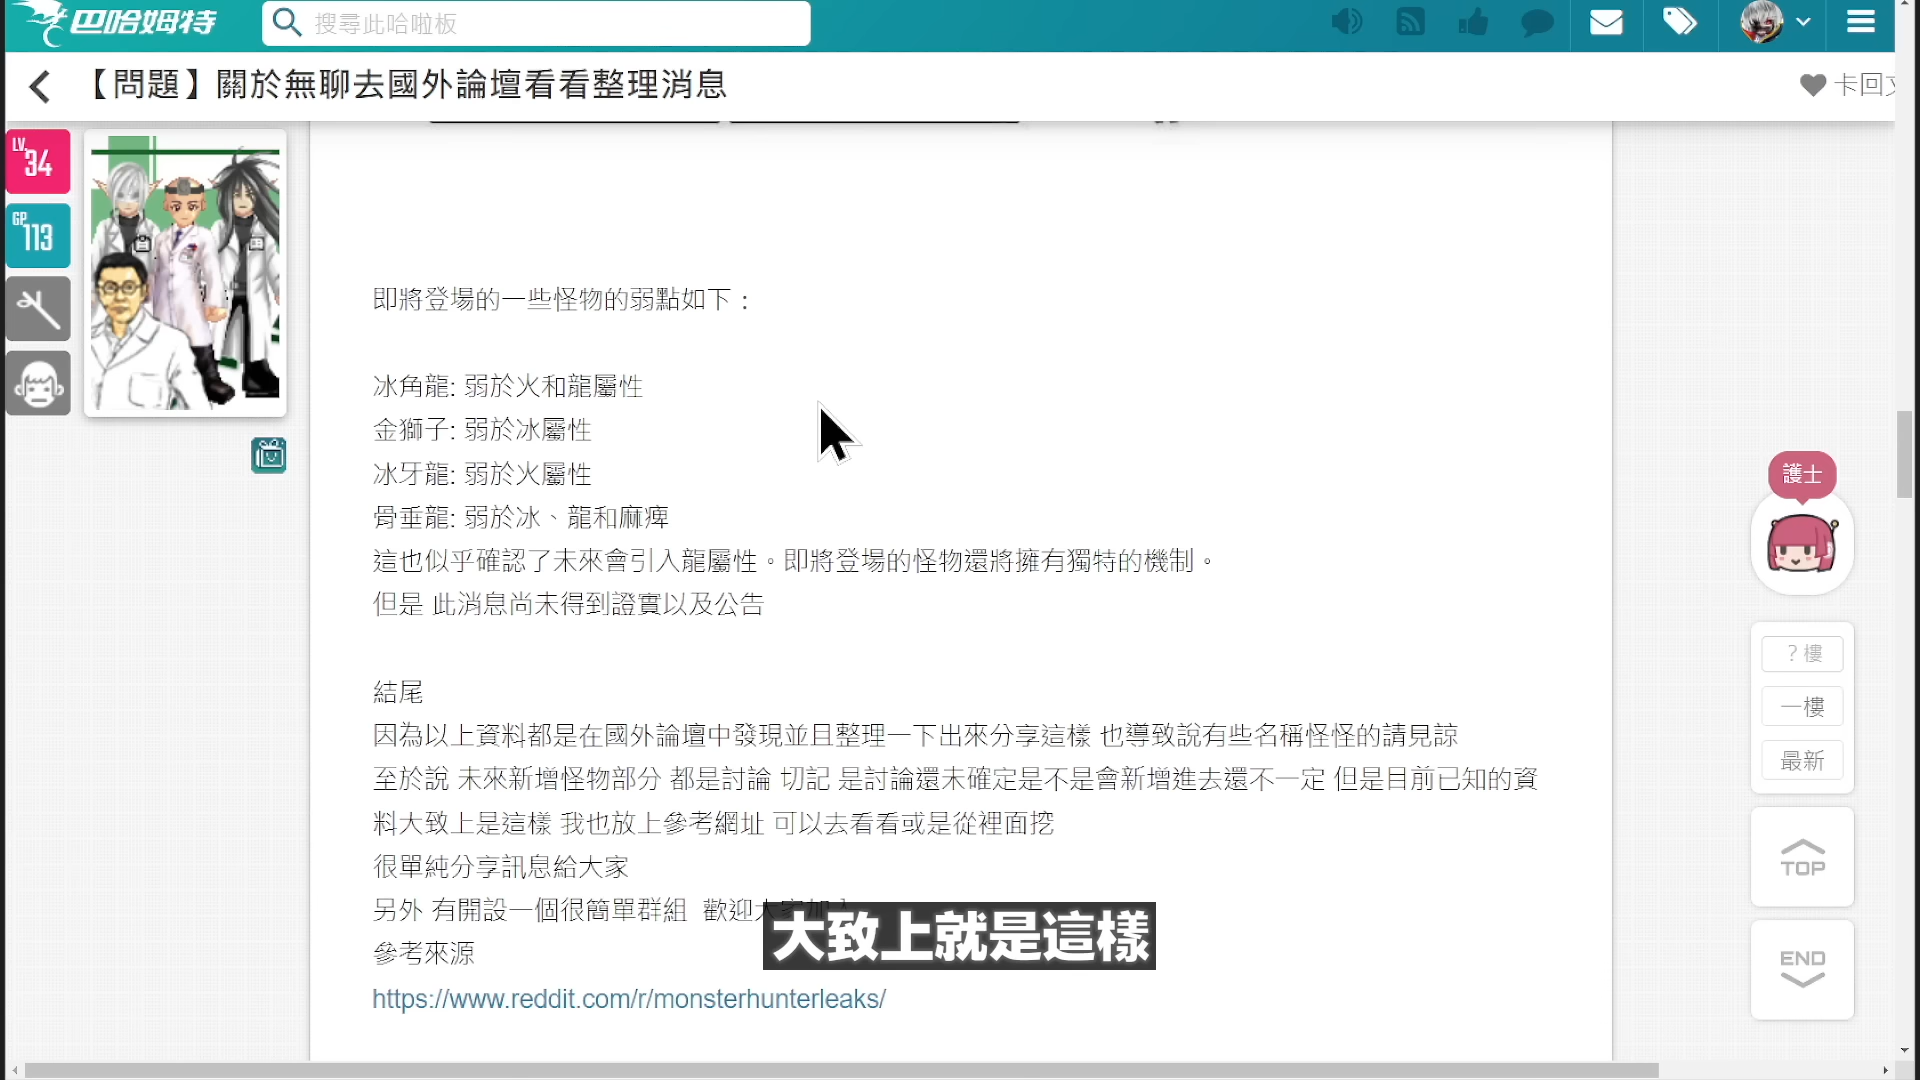 巴哈姆特
搜尋此哈啦板
【問題】關於無聊去國外論壇看看整理消息
卡回
LV.
34
GP
113
即將登場的一些怪物的弱點如下：
冰角龍: 弱於火和龍屬性
金獅子: 弱於冰屬性
冰牙龍: 弱於火屬性
骨垂龍: 弱於冰、龍和麻痺
這也似乎確認了未來會引入龍屬性。即將登場的怪物還將擁有獨特的機制。
但是 此消息尚未得到證實以及公告
護士
?樓
一樓
最新
結尾
因為以上資料都是在國外論壇中發現並且整理一下出來分享這樣 也導致說有些名稱怪怪的請見諒
至於說 未來新增怪物部分 都是討論 切記 是討論還未確定是不是會新增進去還不一定 但是目前已知的資
料大致上是這樣 我也放上參考網址 可以去看看或是從裡面挖
很單純分享訊息給大家
另外 有開設一個很簡單群組 歡迎
大致上就是這樣
參考來源
https://www.reddit.com/r/monsterhunterleaks/
TOP
END